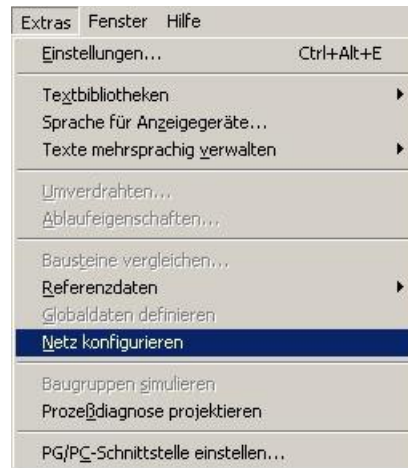 Extras Fenster Hilfe
Einstellungen... Ctrl+Alt+E
Textbibliotheken
Sprache für Anzeigegeräte...
Texte mehrsprachig verwalten
Umverdrahten...
Ablaufeigenschaften...
Bausteine vergleichen...
Referenzdaten
Globaldaten definieren
Netz konfigurieren
Baugruppen simulieren
Prozeßdiagnose projektieren
PG/PC-Schnittstelle einstellen...